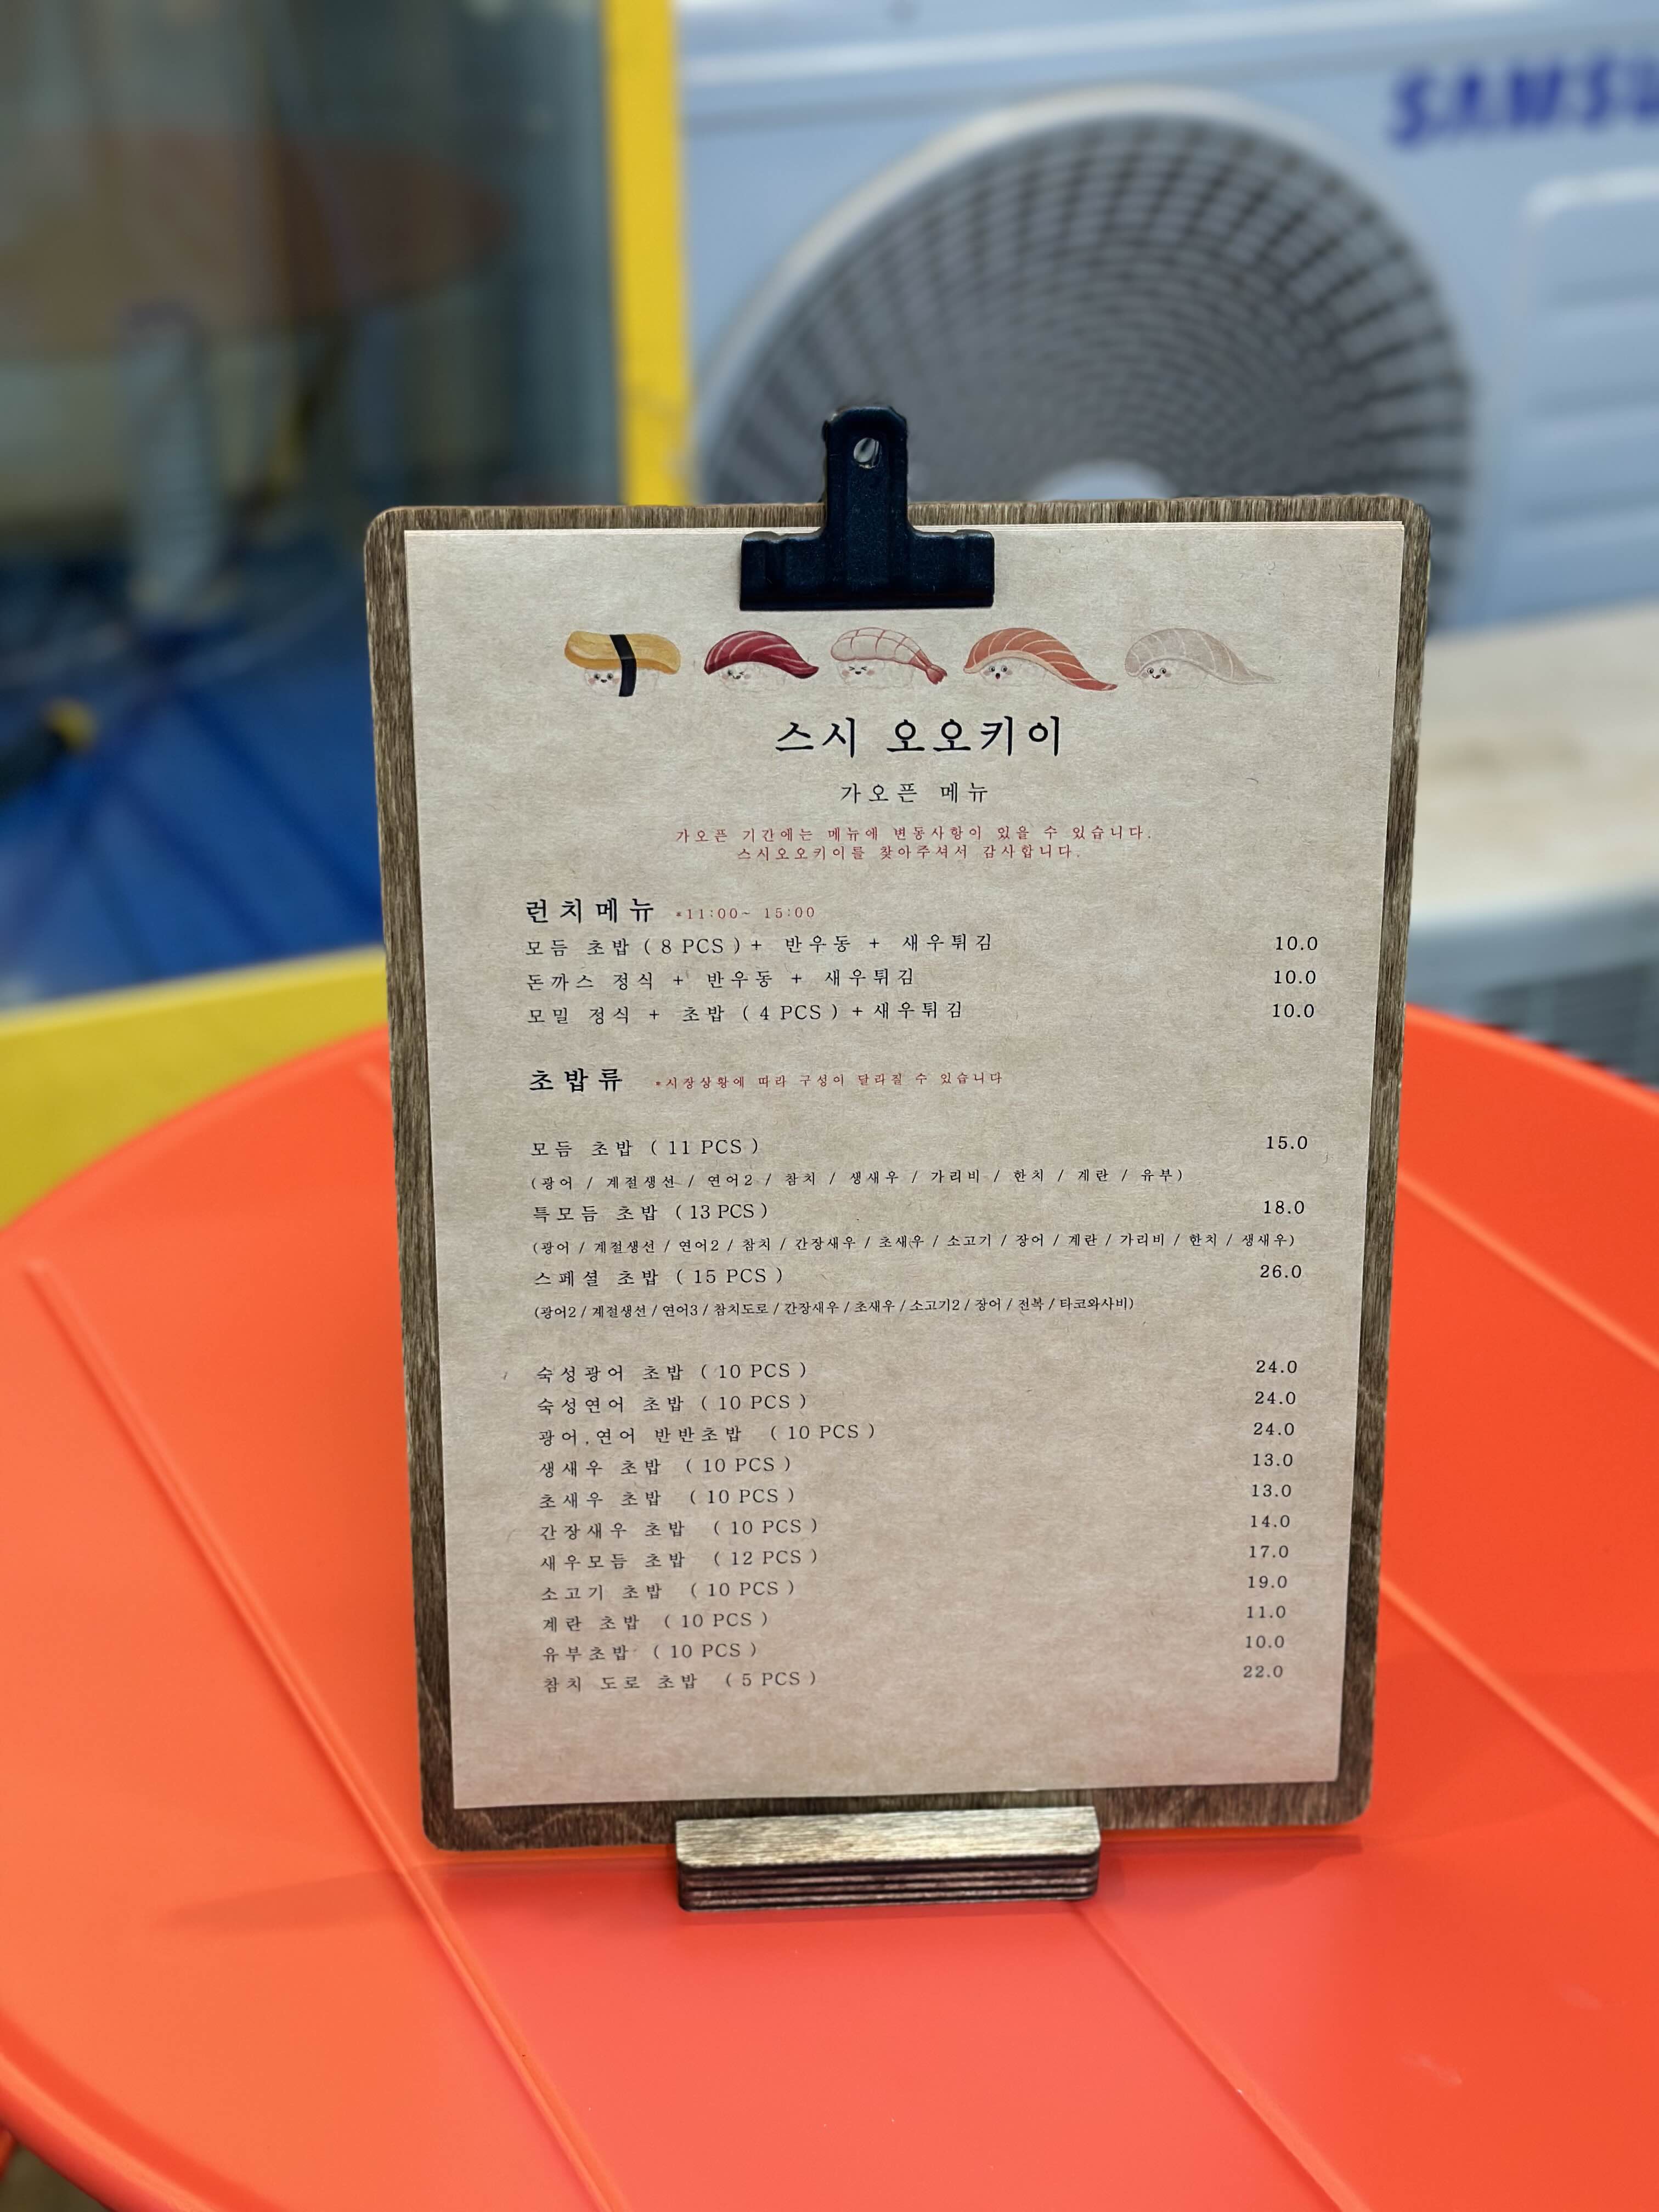 SAMSU
스시 오오키이
가오픈 메뉴
가오픈 기간에는 메뉴에 변동사항이 있을 수 있습니다.
스시오오키이를 찾아주셔서 감사합니다.
런치메뉴 *11:00~ 15:00
모듬 초밥 ( 8 PCS ) + 반우동 + 새우튀김 10.0
돈까스 정식 + 반우동 + 새우튀김 10.0
모밀 정식 + 초밥 ( 4 PCS ) + 새우튀김 10.0
초밥류 *시장상황에 따라 구성이 달라질 수 있습니다
모듬 초밥 ( 11 PCS ) 15.0
(광어 / 계절생선 / 연어2 / 참치 / 생새우 / 가리비 / 한치 / 계란 / 유부)
특모듬 초밥 ( 13 PCS ) 18.0
(광어 / 계절생선 / 연어2 / 참치 / 간장새우 / 초새우 / 소고기 / 장어 / 계란 / 가리비 / 한치 / 생새우)
스페셜 초밥 ( 15 PCS ) 26.0
(광어2 / 계절생선 / 연어3 / 참치도로 / 간장새우 / 초새우 / 소고기2 / 장어 / 전복 / 타코와사비)
숙성광어 초밥 ( 10 PCS ) 24.0
숙성연어 초밥 ( 10 PCS ) 24.0
광어,연어 반반초밥 ( 10 PCS ) 24.0
생새우 초밥 ( 10 PCS ) 13.0
초새우 초밥 ( 10 PCS ) 13.0
간장새우 초밥 ( 10 PCS ) 14.0
새우모듬 초밥 ( 12 PCS ) 17.0
소고기 초밥 ( 10 PCS ) 19.0
계란 초밥 ( 10 PCS ) 11.0
유부초밥 ( 10 PCS ) 10.0
참치 도로 초밥 ( 5 PCS ) 22.0